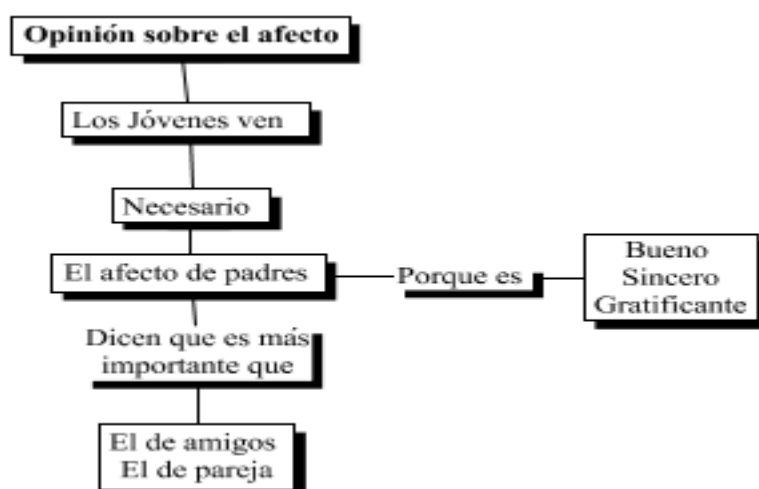 Opinión sobre el afecto
Los Jóvenes ven
Necesario
El afecto de padres
Porque es
Bueno
Sincero
Gratificante
Dicen que es más
importante que
El de amigos
El de pareja